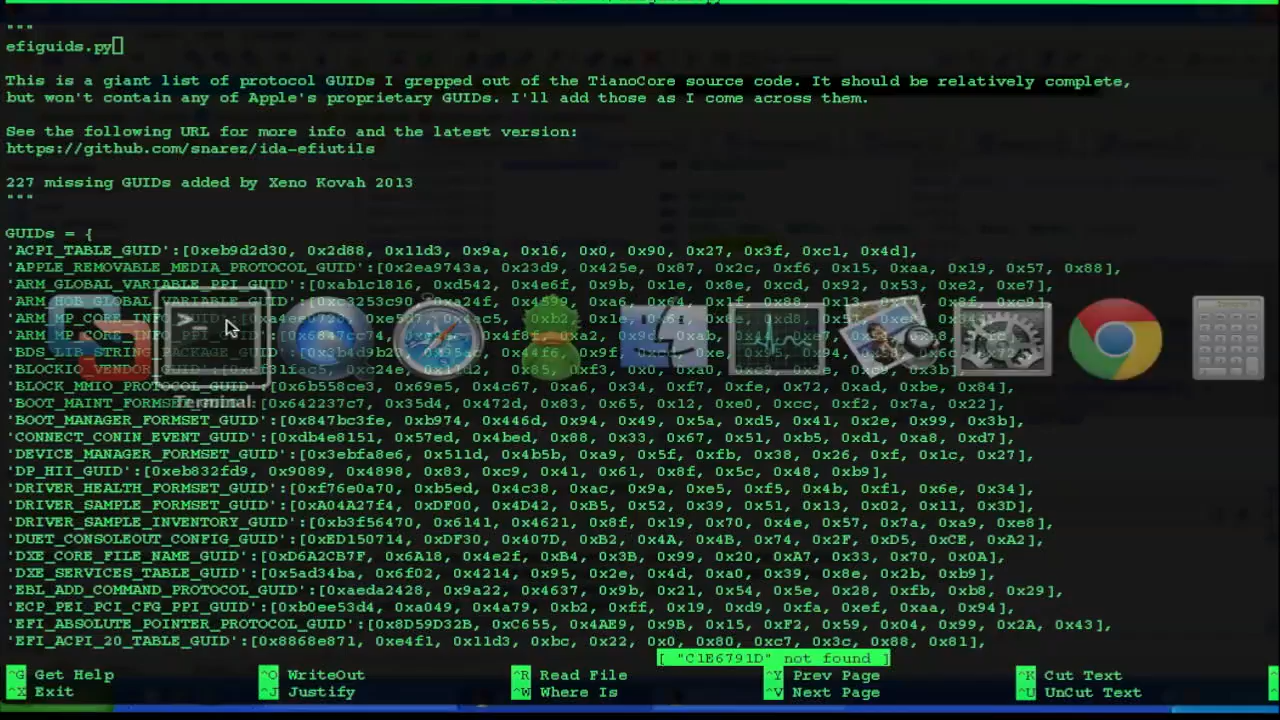 """
efiguids.py
This is a giant list of protocol GUIDs I grepped out of the TianoCore source code. It should be relatively complete,
but won't contain any of Apple's proprietary GUIDs. I'll add those as I come across them.
See the following URL for more info and the latest version:
https://github.com/snarez/ida-efiutils
227 missing GUIDs added by Xeno Kovah 2013
"""
GUIDs = {
'ACPI_TABLE_GUID':[0xeb9d2d30, 0x2d88, 0x11d3, 0x9a, 0x16, 0x0, 0x90, 0x27, 0x3f, 0xc1, 0x4d],
'APPLE_REMOVABLE_MEDIA_PROTOCOL_GUID':[0x2ea9743a, 0x23d9, 0x425e, 0x87, 0x2c, 0xf6, 0x15, 0xaa, 0x19, 0x57, 0x88],
'ARM_GLOBAL_VARIABLE_PPI_GUID':[0xab1c1816, 0xd542, 0x4e6f, 0x9b, 0x1e, 0x8e, 0xcd, 0x92, 0x53, 0xe2, 0xe7],
'ARM_HOB_GLOBAL_VARIABLE_GUID':[0xc3253c90, 0xa24f,
'ARM_MP_CORE_INFO
'ARM_MP_CORE_INFO
'BDS_LIB_STRING_PACKAGE_GUID'
'BLOCKIO_VENDOR_GUID'
'BLOCK_MMIO_PROTOCOL_GUID':[0x6b558ce3, 0x69e5, 0x4c67, 0xa6, 0x34, 0xf7, 0xfe, 0x72, 0xad, 0xbe, 0x84],
'BOOT_MAINT_FORMSET_GUID':[0x642237c7, 0x35d4, 0x472d, 0x83, 0x65, 0x12, 0xe0, 0xcc, 0xf2, 0x7a, 0x22],
Terminal
'BOOT_MANAGER_FORMSET_GUID':[0x847bc3fe, 0xb974, 0x446d, 0x94, 0x49, 0x5a, 0xd5, 0x41, 0x2e, 0x99, 0x3b],
'CONNECT_CONIN_EVENT_GUID':[0xdb4e8151, 0x57ed, 0x4bed, 0x88, 0x33, 0x67, 0x51, 0xb5, 0xd1, 0xa8, 0xd7],
'DEVICE_MANAGER_FORMSET_GUID':[0x3ebfa8e6, 0x511d, 0x4b5b, 0xa9, 0x5f, 0xfb, 0x38, 0x26, 0xf, 0x1c, 0x27],
'DP_HII_GUID':[0xeb832fd9, 0x9089, 0x4898, 0x83, 0xc9, 0x41, 0x61, 0x8f, 0x5c, 0x48, 0xb9],
'DRIVER_HEALTH_FORMSET_GUID':[0xf76e0a70, 0xb5ed, 0x4c38, 0xac, 0x9a, 0xe5, 0xf5, 0x4b, 0xf1, 0x6e, 0x34],
'DRIVER_SAMPLE_FORMSET_GUID':[0xA04A27f4, 0xDF00, 0x4D42, 0xB5, 0x52, 0x39, 0x51, 0x13, 0x02, 0x11, 0x3D],
'DRIVER_SAMPLE_INVENTORY_GUID':[0xb3f56470, 0x6141, 0x4621, 0x8f, 0x19, 0x70, 0x4e, 0x57, 0x7a, 0xa9, 0xe8],
'DUET_CONSOLEOUT_CONFIG_GUID':[0xED150714, 0xDF30, 0x407D, 0xB2, 0x4A, 0x4B, 0x74, 0x2F, 0xD5, 0xCE, 0xA2],
'DXE_CORE_FILE_NAME_GUID':[0xD6A2CB7F, 0x6A18, 0x4e2f, 0xB4, 0x3B, 0x99, 0x20, 0xA7, 0x33, 0x70, 0x0A],
'DXE_SERVICES_TABLE_GUID':[0x5ad34ba, 0x6f02, 0x4214, 0x95, 0x2e, 0x4d, 0xa0, 0x39, 0x8e, 0x2b, 0xb9],
'EBL_ADD_COMMAND_PROTOCOL_GUID':[0xaeda2428, 0x9a22, 0x4637, 0x9b, 0x21, 0x54, 0x5e, 0x28, 0xfb, 0xb8, 0x29],
'ECP_PEI_PCI_CFG_PPI_GUID':[0xb0ee53d4, 0xa049, 0x4a79, 0xb2, 0xff, 0x19, 0xd9, 0xfa, 0xef, 0xaa, 0x94],
'EFI_ABSOLUTE_POINTER_PROTOCOL_GUID':[0x8D59D32B, 0xC655, 0x4AE9, 0x9B, 0x15, 0xF2, 0x59, 0x04, 0x99, 0x2A, 0x43],
'EFI_ACPI_20_TABLE_GUID':[0x8868e871, 0xe4f1, 0x11d3, 0xbc, 0x22, 0x0, 0x80, 0xc7, 0x3c, 0x88, 0x81],
[ "C1E6791D" not found ]
^G Get Help ^O WriteOut ^R Read File ^Y Prev Page ^K Cut Text
^X Exit ^J Justify ^W Where Is ^V Next Page ^U UnCut Text